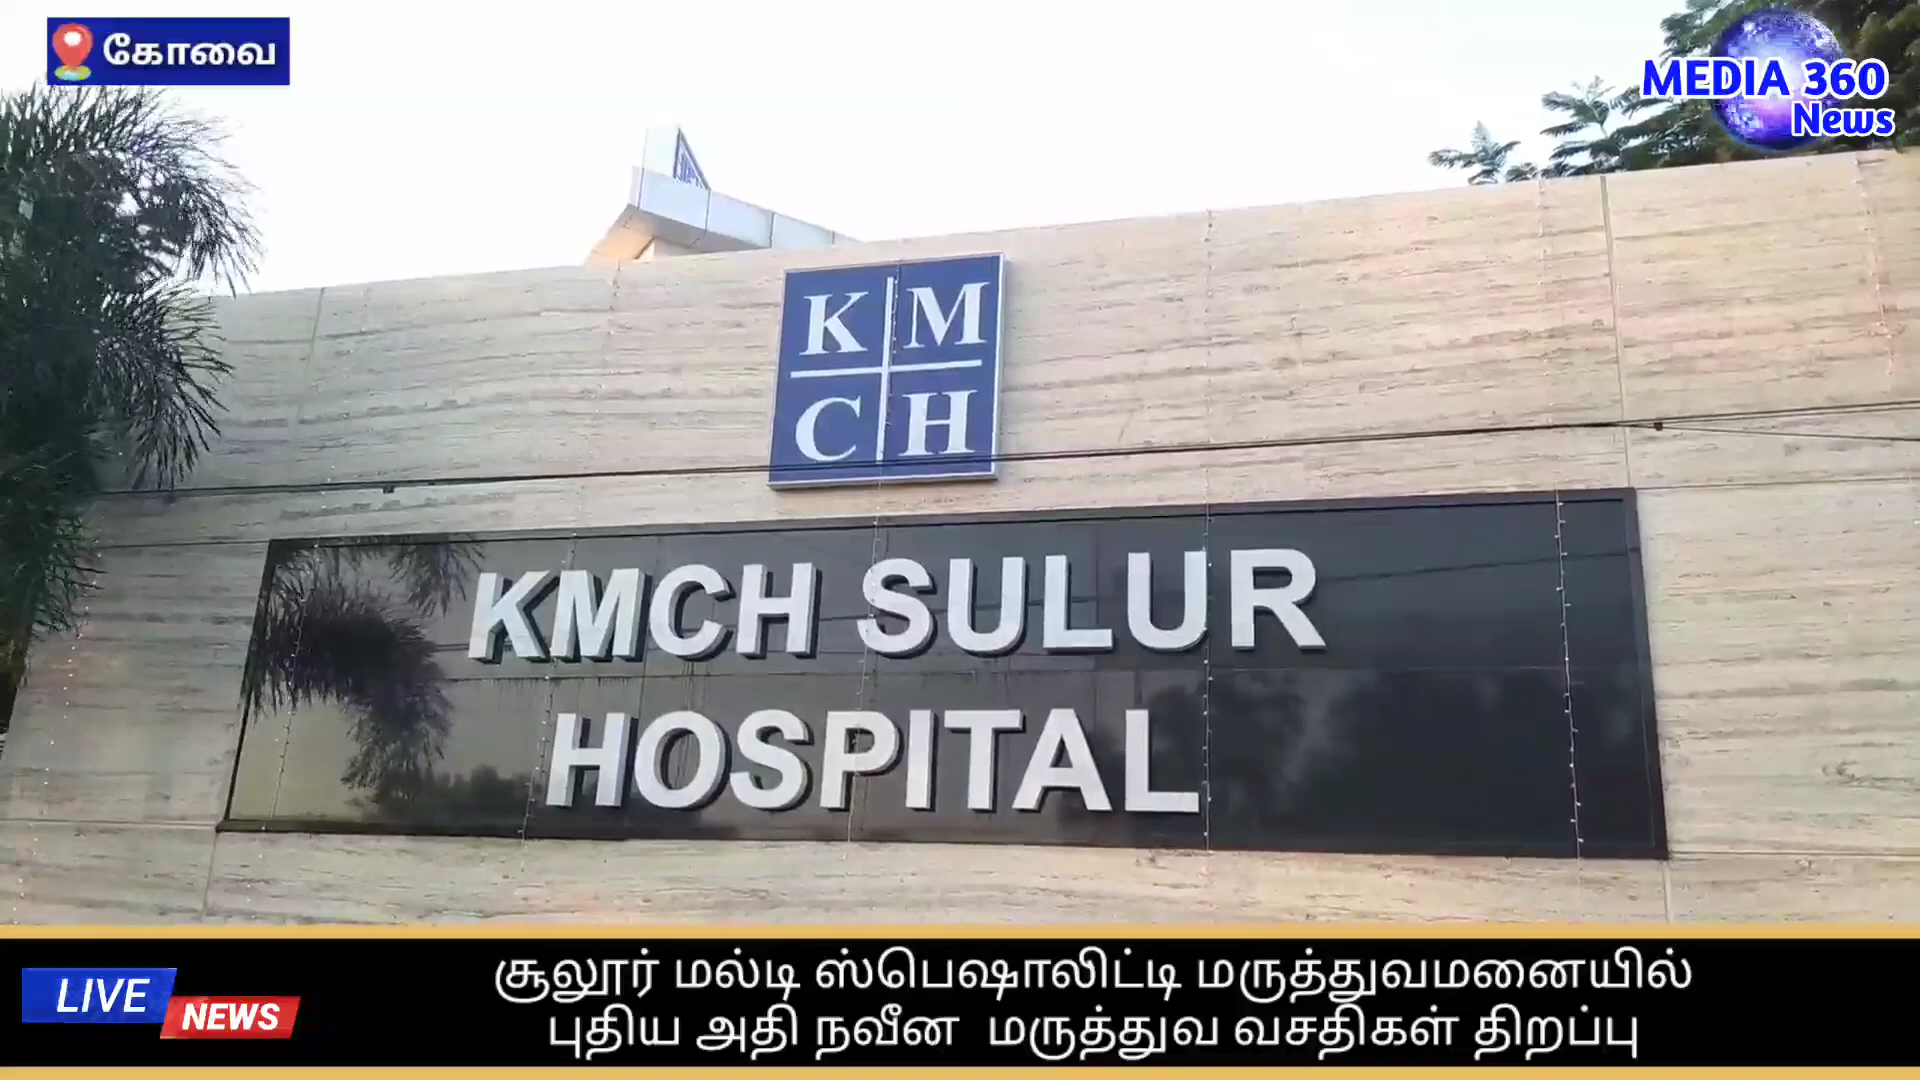 கோவை
MEDIA 360
News
K M
C H
KMCH SULUR
HOSPITAL
LIVE
NEWS
சூலூர் மல்டி ஸ்பெஷாலிட்டி மருத்துவமனையில்
புதிய அதி நவீன மருத்துவ வசதிகள் திறப்பு